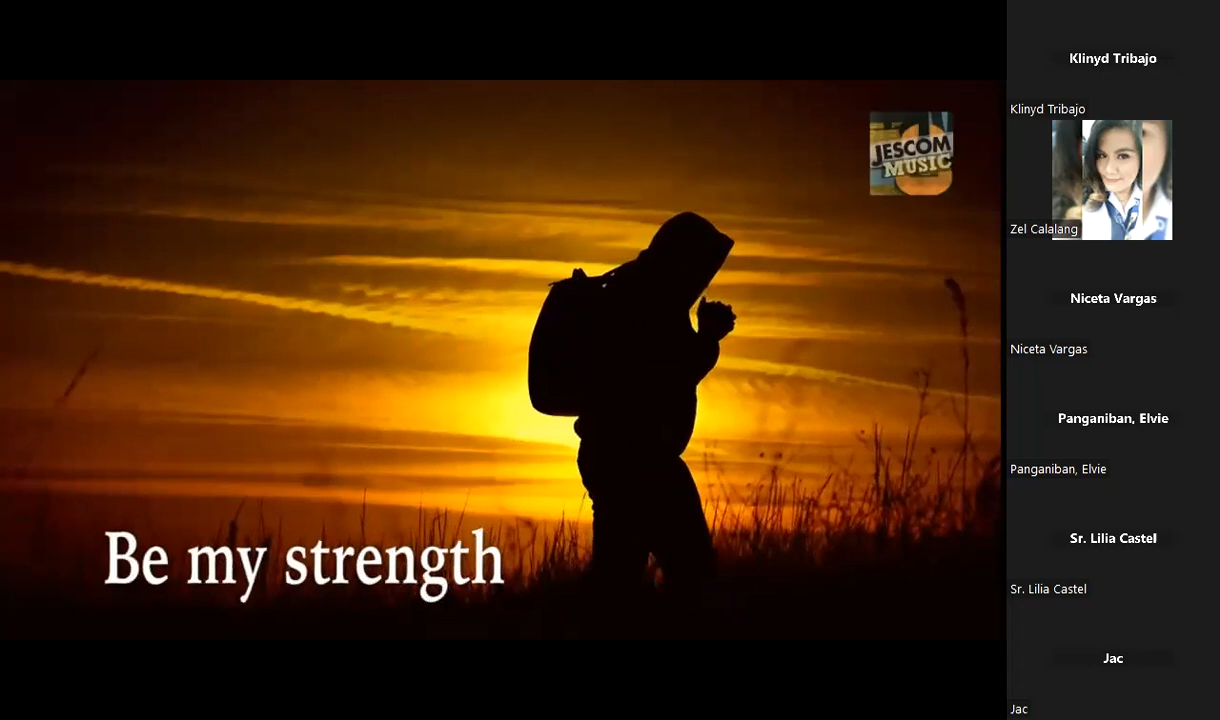 JESCOM
MUSIC
Be my strength
Klinyd Tribajo
Klinyd Tribajo
Zel Calalang
Niceta Vargas
Niceta Vargas
Panganiban, Elvie
Panganiban, Elvie
Sr. Lilia Castel
Sr. Lilia Castel
Jac
Jac